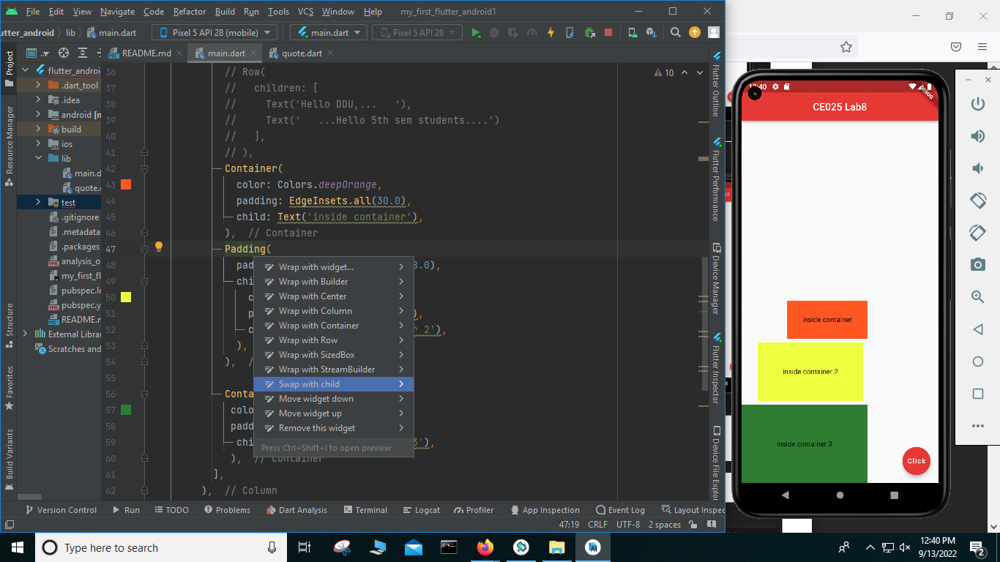 File Edit View Navigate Code Refactor Build Run Tools VCS Window Help my_first_flutter_android1
utter_android lib main.dart Pixel 5 API 28 (mobile) main.dart Pixel 5 API 28
Project
Resource Manager
Structure
Favorites
Build Variants
flutter_androi
.dart_tool
.idea
android [m
build
ios
lib
main.d
quote.
test
.gitignore
.metadata
.packages
analysis_o
my_first_fl
pubspec.lo
pubspec.y
README.m
External Librar
Scratches and
README.md main.dart quote.dart
10
36 // Row(
37 // children: [
38 // Text('Hello DDU,... '),
39 // Text(' ...Hello 5th sem students....')
40 // ],
41 // ),
42 Container(
43 color: Colors.deepOrange,
44 padding: EdgeInsets.all(30.0),
45 child: Text('inside container'),
46 ), // Container
47 Padding(
48 padd 8.0),
49 chi
50 c
51 p ),
52 c r 2'),
53 ),
54 ), /
55
56 Conta
57 colo
58 padd
59 chi 3'),
60 ), // Container
61 ],
62 ), // Column
Wrap with widget...
Wrap with Builder
Wrap with Center
Wrap with Column
Wrap with Container
Wrap with Row
Wrap with SizedBox
Wrap with StreamBuilder
Swap with child
Move widget down
Move widget up
Remove this widget
Press Ctrl+Shift+I to open preview
Flutter Outline
Flutter Performance
Device Manager
Flutter Inspector
Device File Explor
Version Control Run TODO Problems Dart Analysis Terminal Logcat Profiler App Inspection Event Log Layout Inspec
47:19 CRLF UTF-8 2 spaces
12:40
DEBUG
CE025 Lab8
inside container
inside container 2
inside container 3
Click
Type here to search
12:40 PM
9/13/2022
2